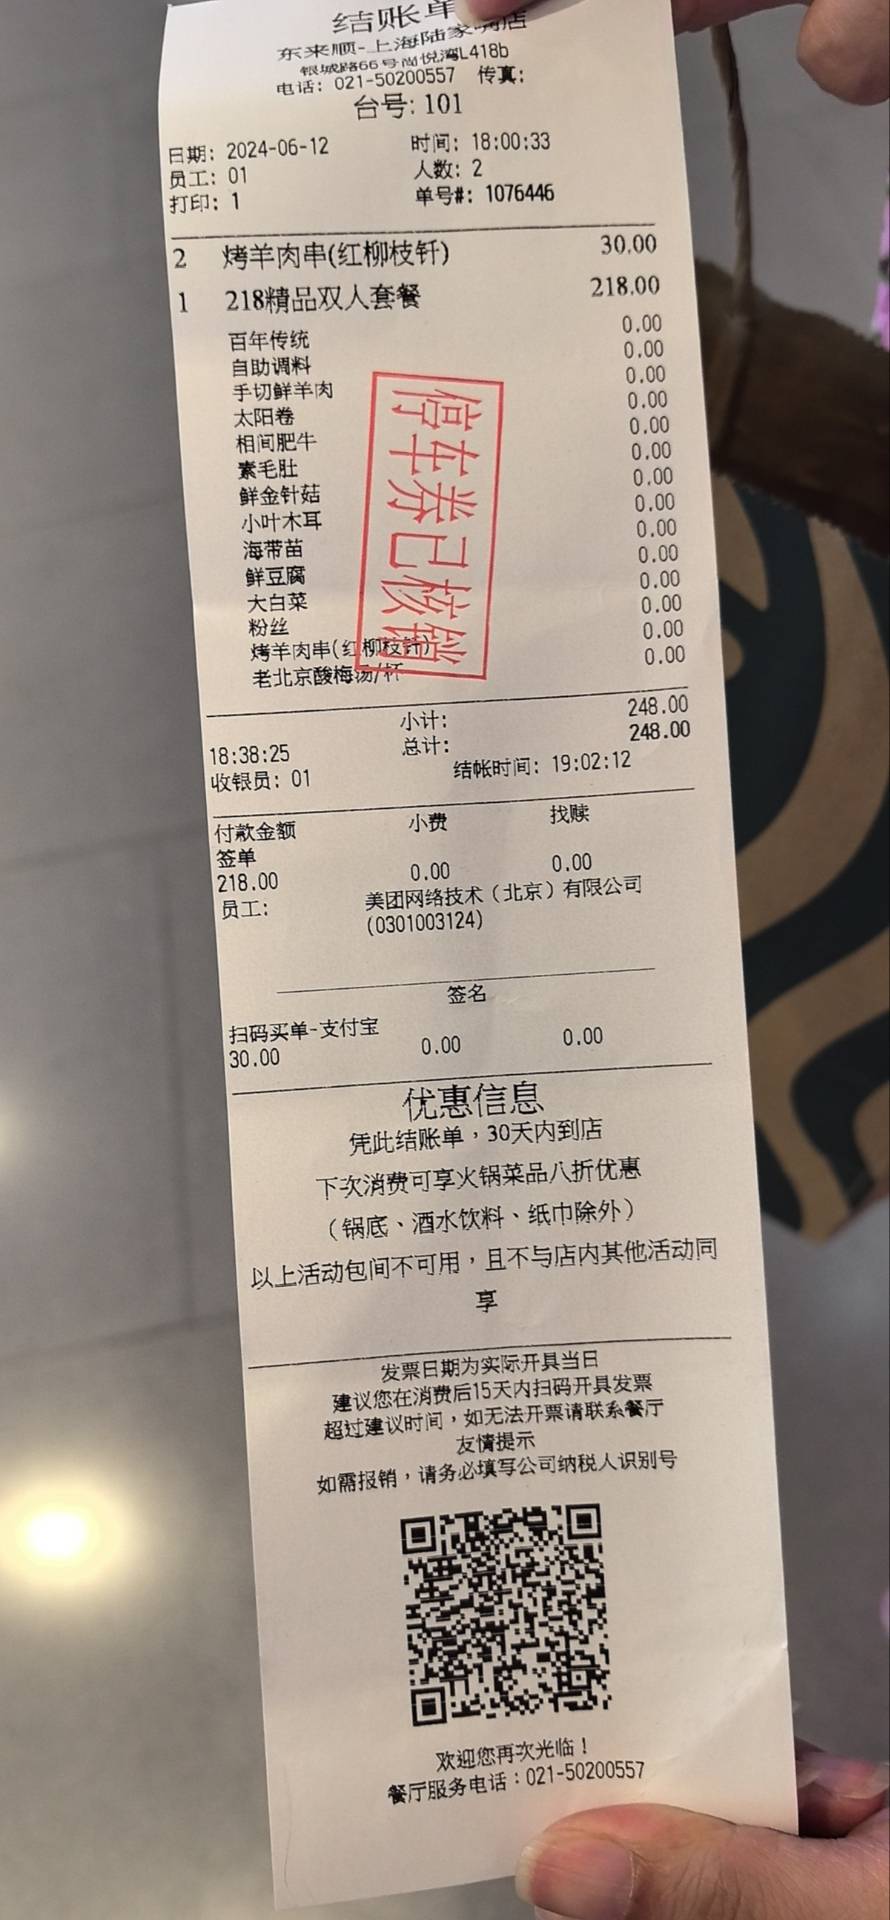 结账单
东来顺-上海陆家嘴店
银城路66号尚悦湾L418b
电话: 021-50200557 传真:
台号: 101
日期: 2024-06-12 时间: 18:00:33
员工: 01 人数: 2
打印: 1 单号#: 1076446
2 烤羊肉串(红柳枝钎) 30.00
1 218精品双人套餐 218.00
百年传统 0.00
自助调料 0.00
手切鲜羊肉 0.00
太阳卷 0.00
相间肥牛 0.00
素毛肚 0.00
鲜金针菇 0.00
小叶木耳 0.00
海带苗 0.00
鲜豆腐 0.00
大白菜 0.00
粉丝 0.00
烤羊肉串(红柳枝钎) 0.00
老北京酸梅汤/杯 0.00
停车券已核销
小计: 248.00
18:38:25 总计: 248.00
收银员: 01 结帐时间: 19:02:12
付款金额 小费 找赎
签单
218.00 0.00 0.00
员工: 美团网络技术（北京）有限公司
(0301003124)
签名
扫码买单-支付宝
30.00 0.00 0.00
优惠信息
凭此结账单，30天内到店
下次消费可享火锅菜品八折优惠
（锅底、酒水饮料、纸巾除外）
以上活动包间不可用，且不与店内其他活动同
享
发票日期为实际开具当日
建议您在消费后15天内扫码开具发票
超过建议时间，如无法开票请联系餐厅
友情提示
如需报销，请务必填写公司纳税人识别号
欢迎您再次光临！
餐厅服务电话：021-50200557